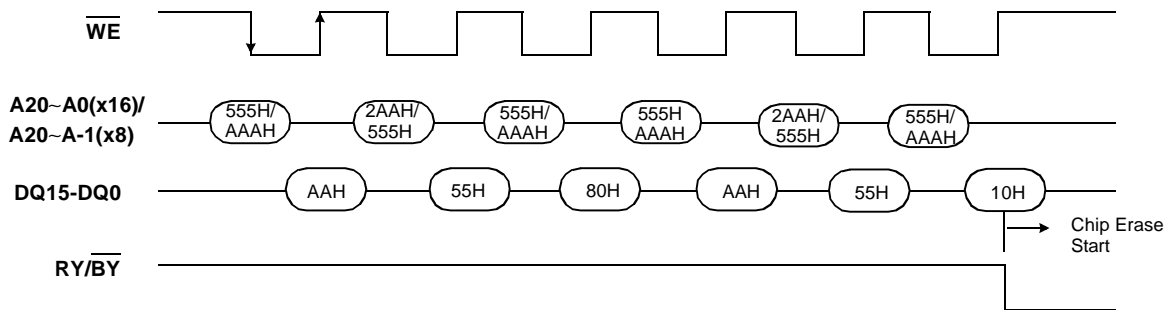 WE
A20~A0(x16)/
A20~A-1(x8)
555H/
AAAH
2AAH/
555H
555H/
AAAH
555H
AAAH
2AAH/
555H
555H/
AAAH
DQ15-DQ0
AAH
55H
80H
AAH
55H
10H
Chip Erase
Start
RY/BY